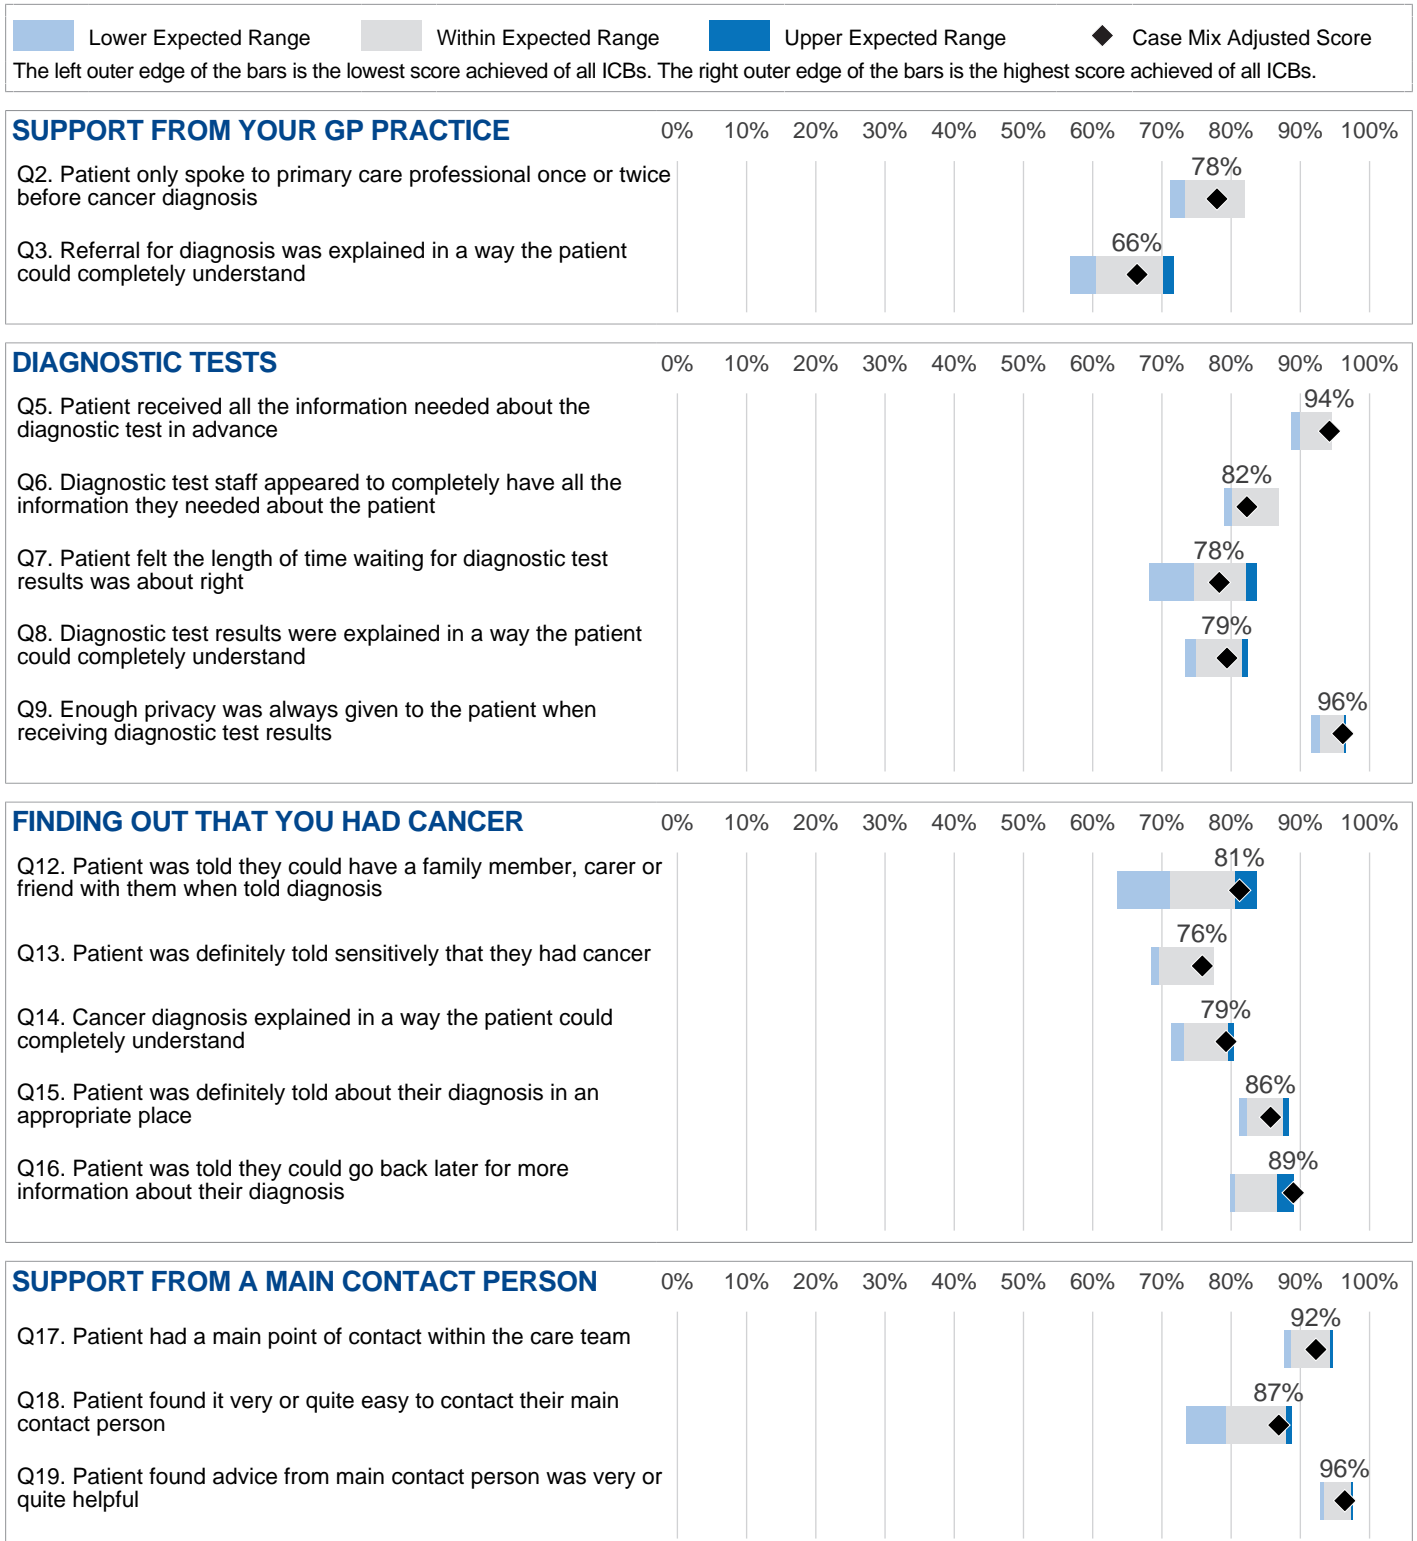 Lower Expected Range Within Expected Range Upper Expected Range Case Mix Adjusted Score
The left outer edge of the bars is the lowest score achieved of all ICBs. The right outer edge of the bars is the highest score achieved of all ICBs.
SUPPORT FROM YOUR GP PRACTICE 0% 10% 20% 30% 40% 50% 60% 70% 80% 90% 100%
78%
Q2. Patient only spoke to primary care professional once or twice
before cancer diagnosis
66%
Q3. Referral for diagnosis was explained in a way the patient
could completely understand
DIAGNOSTIC TESTS 0% 10% 20% 30% 40% 50% 60% 70% 80% 90% 100%
94%
Q5. Patient received all the information needed about the
diagnostic test in advance
82%
Q6. Diagnostic test staff appeared to completely have all the
information they needed about the patient
78%
Q7. Patient felt the length of time waiting for diagnostic test
results was about right
79%
Q8. Diagnostic test results were explained in a way the patient
could completely understand
96%
Q9. Enough privacy was always given to the patient when
receiving diagnostic test results
FINDING OUT THAT YOU HAD CANCER 0% 10% 20% 30% 40% 50% 60% 70% 80% 90% 100%
81%
Q12. Patient was told they could have a family member, carer or
friend with them when told diagnosis
76%
Q13. Patient was definitely told sensitively that they had cancer
79%
Q14. Cancer diagnosis explained in a way the patient could
completely understand
86%
Q15. Patient was definitely told about their diagnosis in an
appropriate place
89%
Q16. Patient was told they could go back later for more
information about their diagnosis
SUPPORT FROM A MAIN CONTACT PERSON 0% 10% 20% 30% 40% 50% 60% 70% 80% 90% 100%
92%
Q17. Patient had a main point of contact within the care team
87%
Q18. Patient found it very or quite easy to contact their main
contact person
96%
Q19. Patient found advice from main contact person was very or
quite helpful